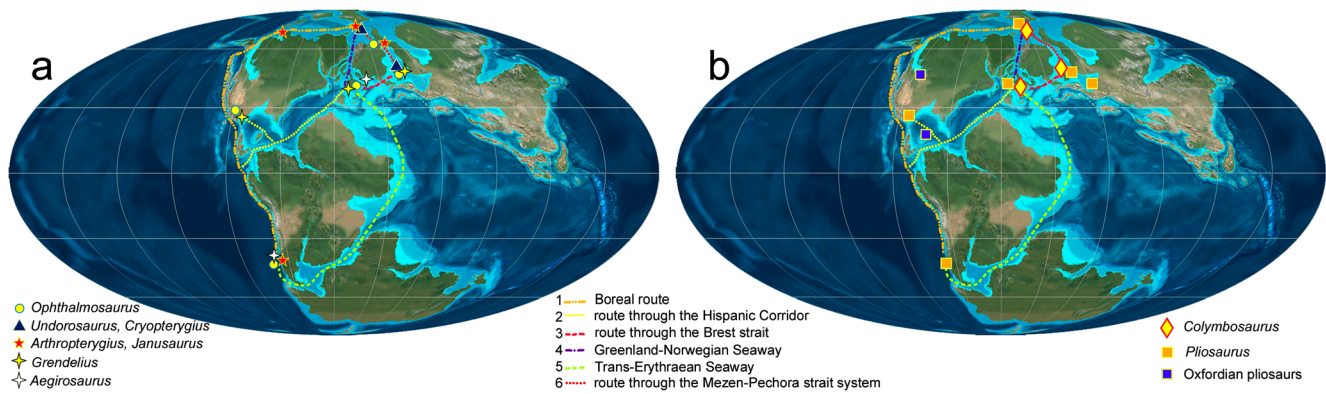 a
b
Ophthalmosaurus
Undorosaurus, Cryopterygius
Arthropterygius, Janusaurus
Grendelius
Aegirosaurus
1 Boreal route
2 route through the Hispanic Corridor
3 route through the Brest strait
4 Greenland-Norwegian Seaway
5 Trans-Erythraean Seaway
6 route through the Mezen-Pechora strait system
Colymbosaurus
Pliosaurus
Oxfordian pliosaurs